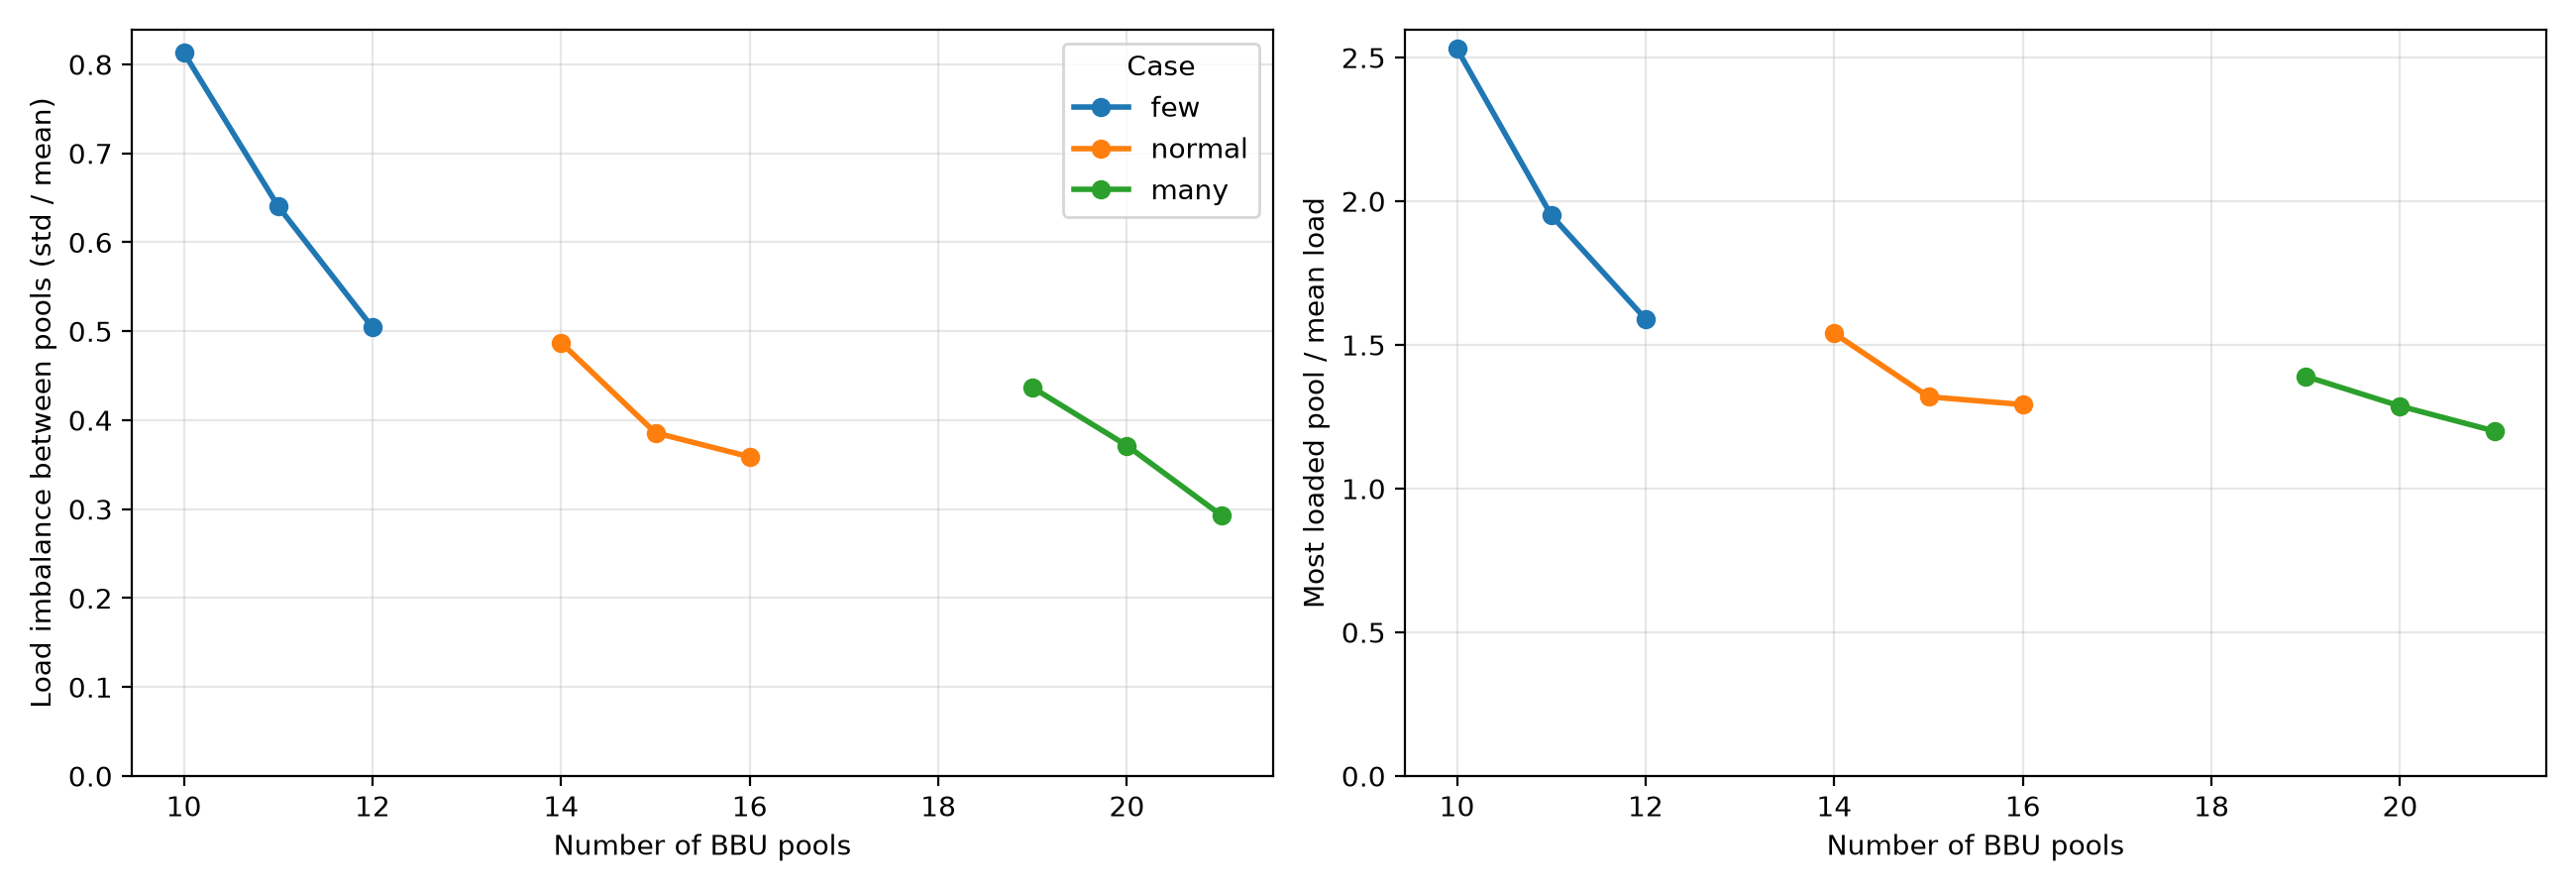 Load imbalance between pools (std / mean)
0.8
0.7
0.6
0.5
0.4
0.3
0.2
0.1
0.0
10 12 14 16 18 20
Number of BBU pools
Case
few
normal
many
Most loaded pool / mean load
2.5
2.0
1.5
1.0
0.5
0.0
10 12 14 16 18 20
Number of BBU pools